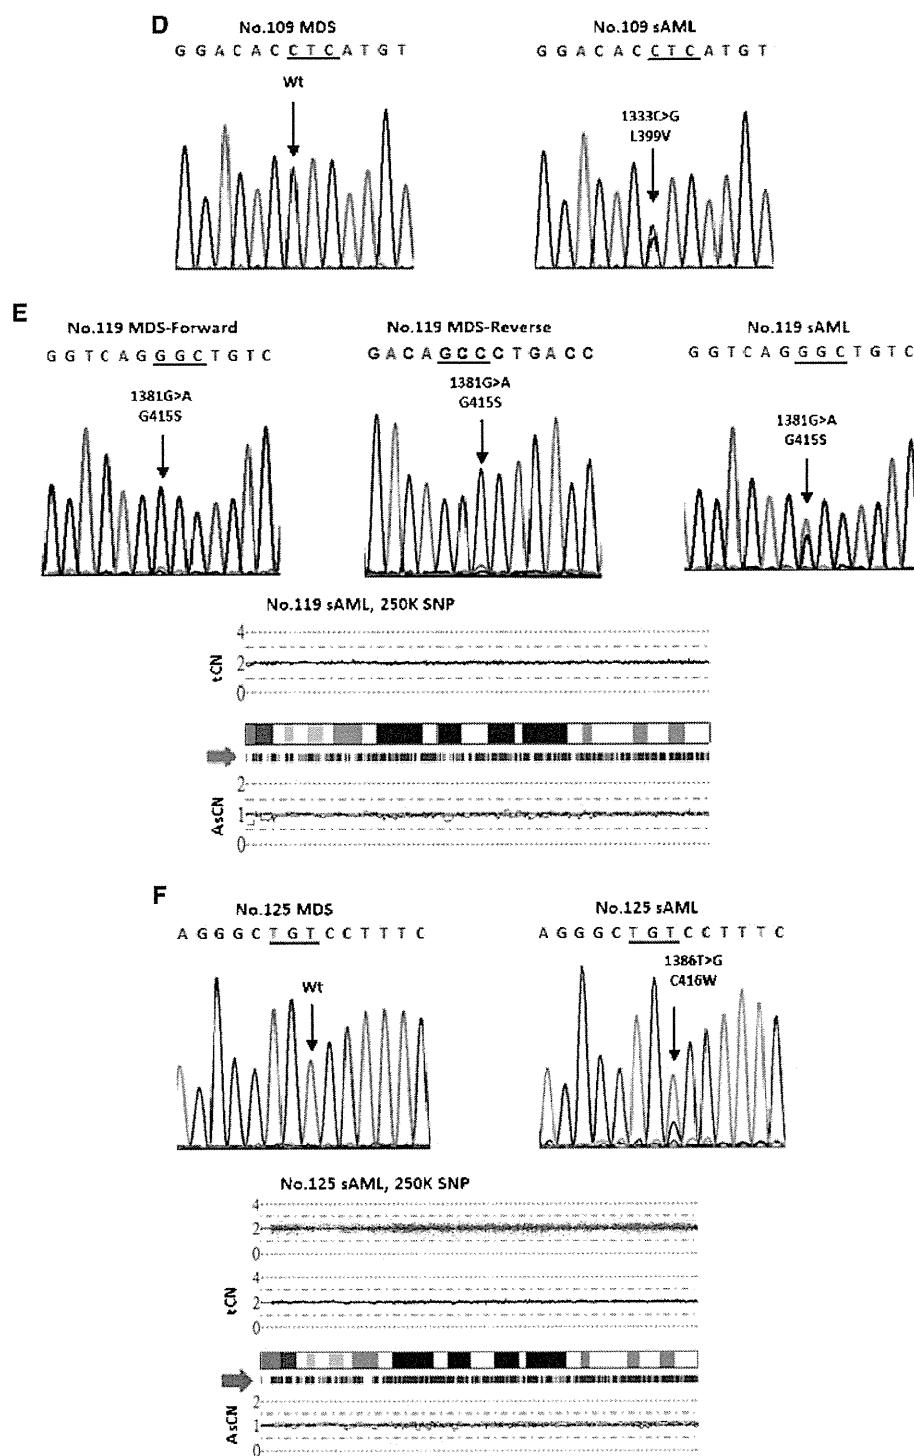 D
No.109 MDS
G G A C A C C T C A T G T
Wt
No.109 sAML
G G A C A C C T C A T G T
1333C>G
L399V
E
No.119 MDS-Forward
G G T C A G G G C T G T C
1381G>A
G415S
No.119 MDS-Reverse
G A C A G C C C T G A C C
1381G>A
G415S
No.119 sAML
G G T C A G G G C T G T C
1381G>A
G415S
No.119 sAML, 250K SNP
tCN
4
2
0
AsCN
2
1
0
F
No.125 MDS
A G G G C T G T C C T T T C
Wt
No.125 sAML
A G G G C T G T C C T T T C
1386T>G
C416W
No.125 sAML, 250K SNP
4
2
0
tCN
4
2
0
AsCN
2
1
0